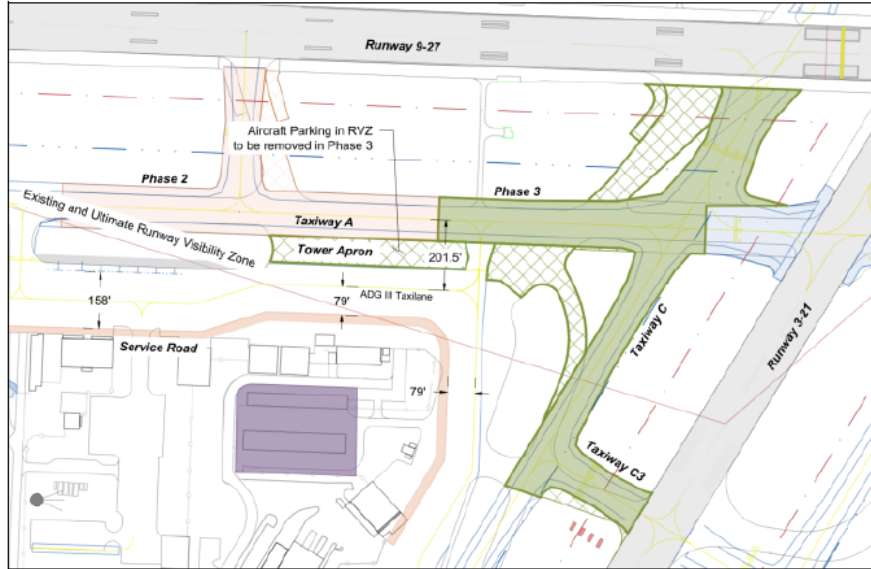 Runway 9-27
Aircraft Parking in RVZ
to be removed in Phase 3
Phase 2
Phase 3
Existing and Ultimate Runway Visibility Zone
Taxiway A
Tower Apron
201.5'
ADG III Taxilane
158'
79'
Service Road
79'
Taxiway C
Runway 3-21
Taxiway C3